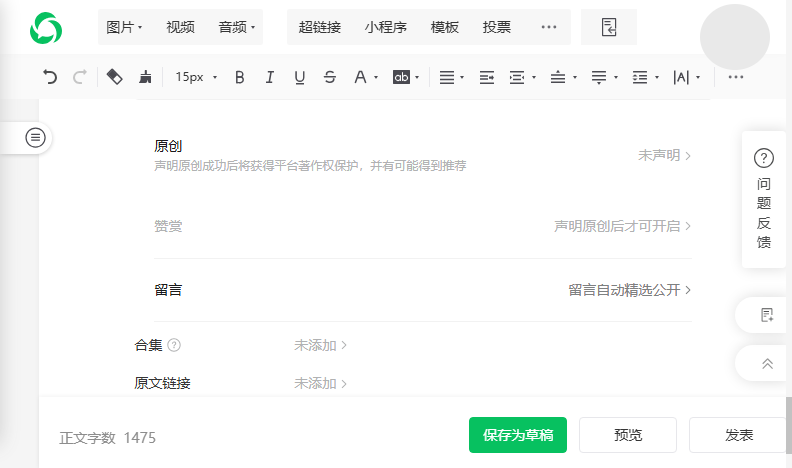 图片 视频 音频 超链接 小程序 模板 投票 ···
15px B I U S A ab |A| ···
原创
声明原创成功后将获得平台著作权保护，并有可能得到推荐
未声明
赞赏 声明原创后才可开启
留言 留言自动精选公开
合集 ? 未添加
原文链接 未添加
正文字数 1475
保存为草稿 预览 发表
?
问
题
反
馈